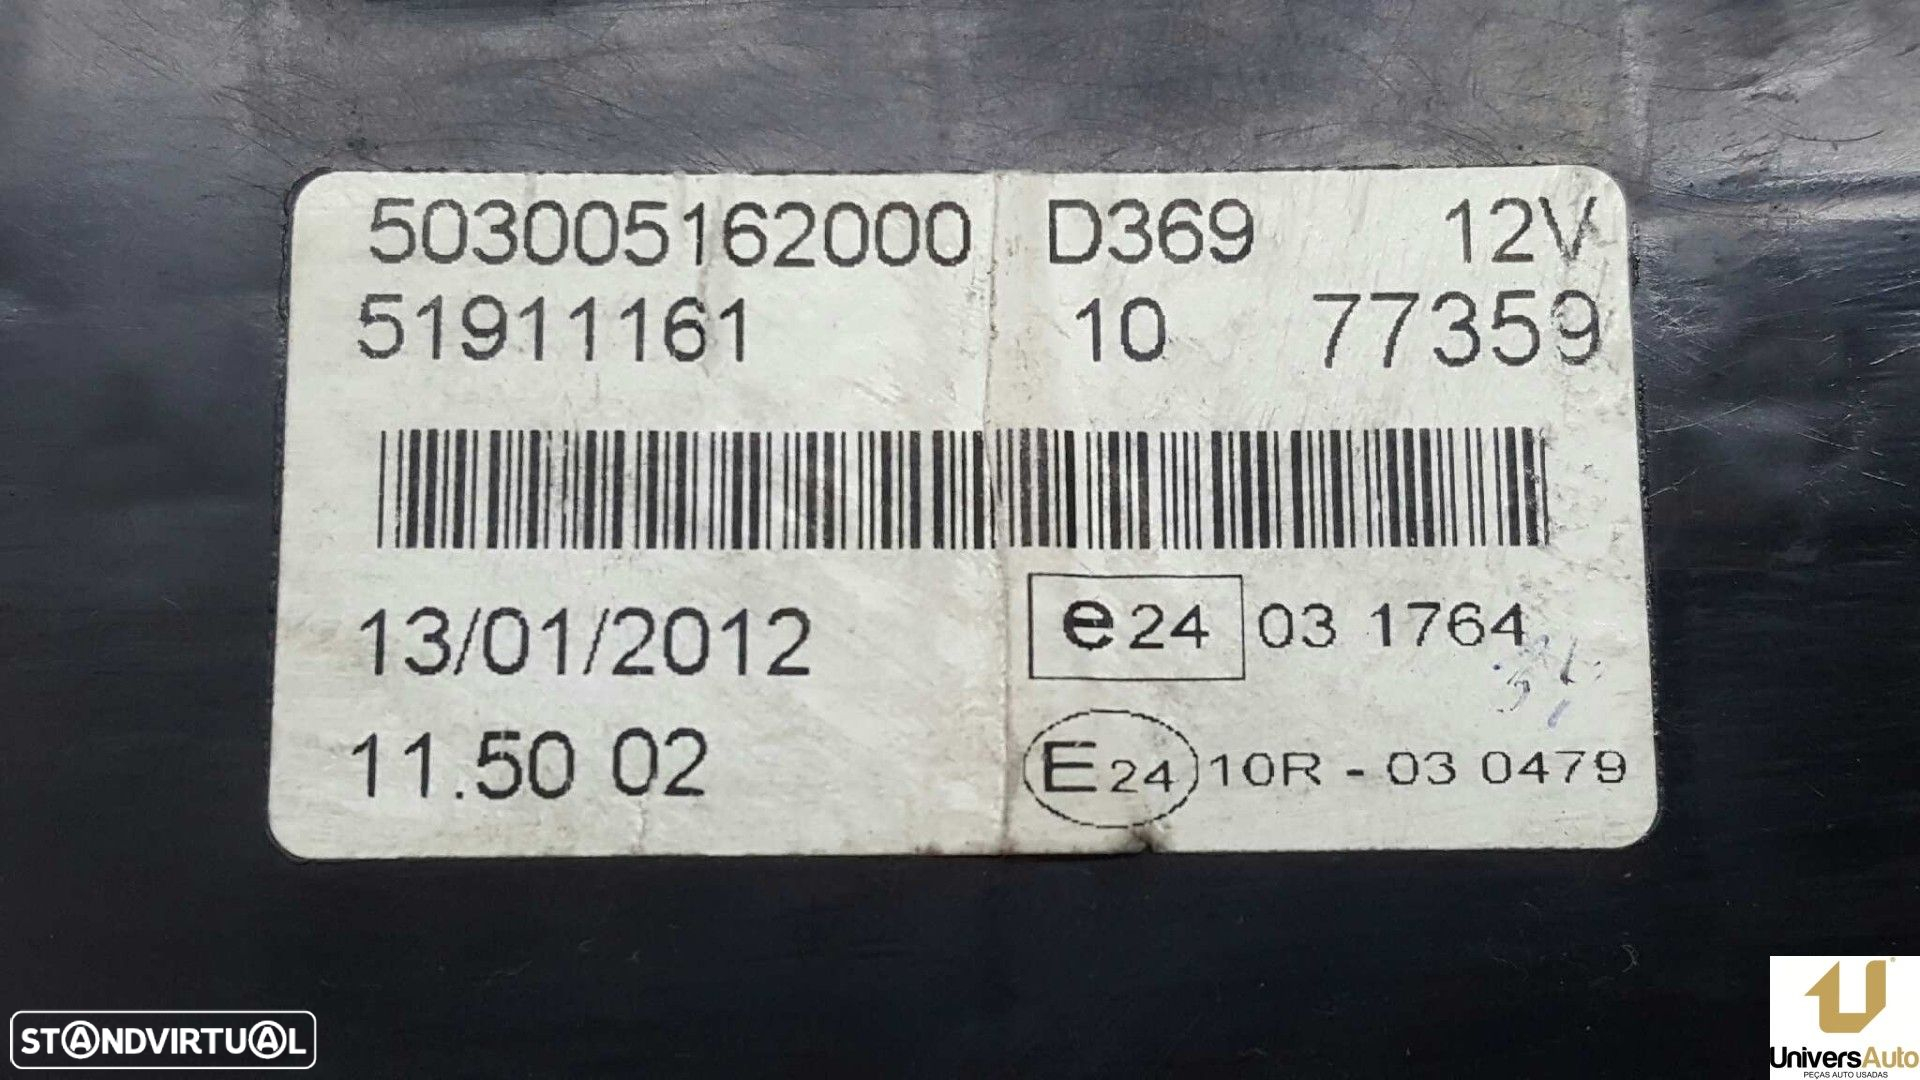 503005162000 D369 12V
51911161 10 77359
13/01/2012 e24 03 1764
11.50 02 E24 10R - 03 0479
STANDVIRTUAL
UniversAuto
PEÇAS AUTO USADAS